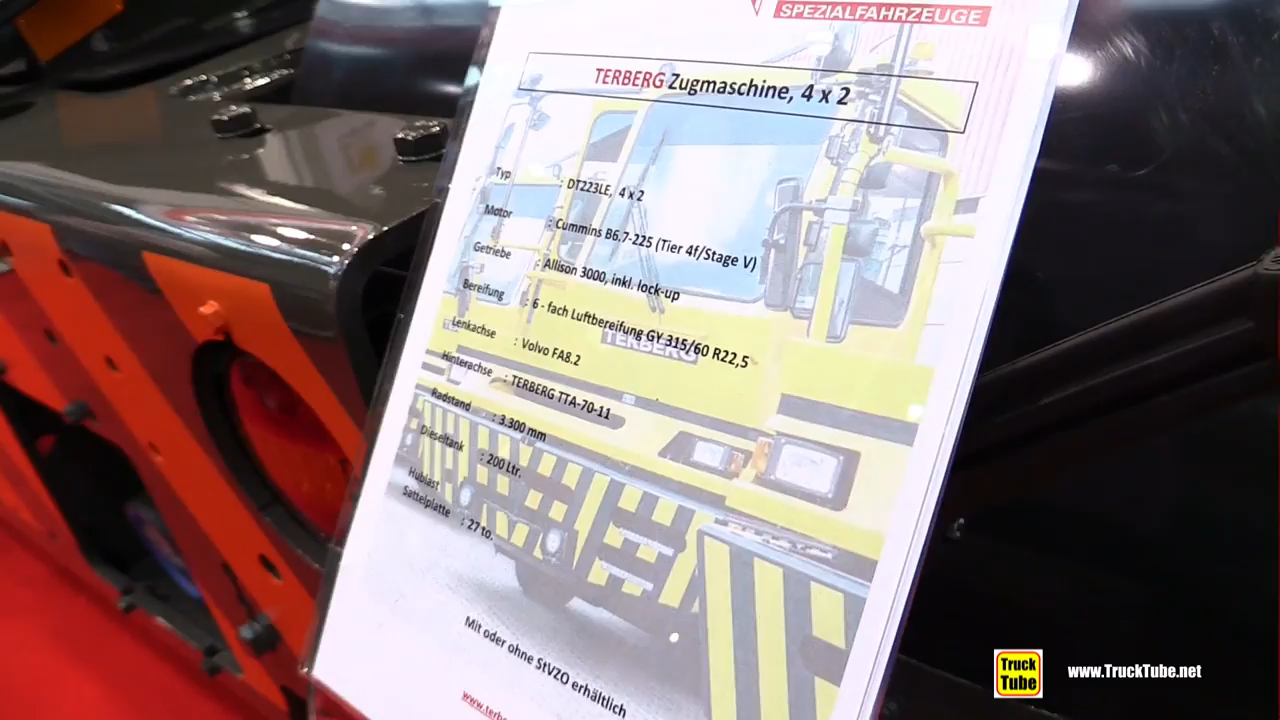 SPEZIALFAHRZEUGE
TERBERG Zugmaschine, 4 x 2
Typ : DT223LE, 4 x 2
Motor : Cummins B6.7-225 (Tier 4f/Stage V)
Getriebe : Allison 3000, inkl. lock-up
Bereifung : 6 - fach Luftbereifung GY 315/60 R22,5
Lenkachse : Volvo FA8.2
Hinterachse : TERBERG TTA-70-11
Radstand : 3.300 mm
Dieseltank : 200 Ltr.
Hublast
Sattelplatte : 27 to.
TERBERG
Mit oder ohne StVZO erhältlich
Truck
Tube
www.TruckTube.net